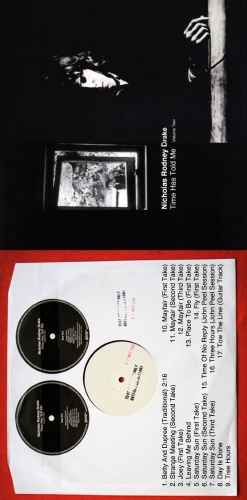 Nicholas Rodney Drake
Time Has Told Me
Volume Two
1. Betty And Dupree (Traditional) 2:16
2. Strange Meeting (Second Take)
3. Joey (First Take)
4. Leaving Me Behind
5. Saturday Sun (First Take)
6. Saturday Sun (Second Take)
7. Saturday Sun (Third Take)
8. Day Is Done
9. Tree Hours
10. Mayfair (First Take)
11. Mayfair (Second Take)
12. Mayfair (Third Take)
13. Place To Be (First Take)
14. Fly (First Take)
15. Time Of No Reply (John Peel Session)
16. Three Hours (John Peel Session)
17. Tow The Line (Guitar Track)